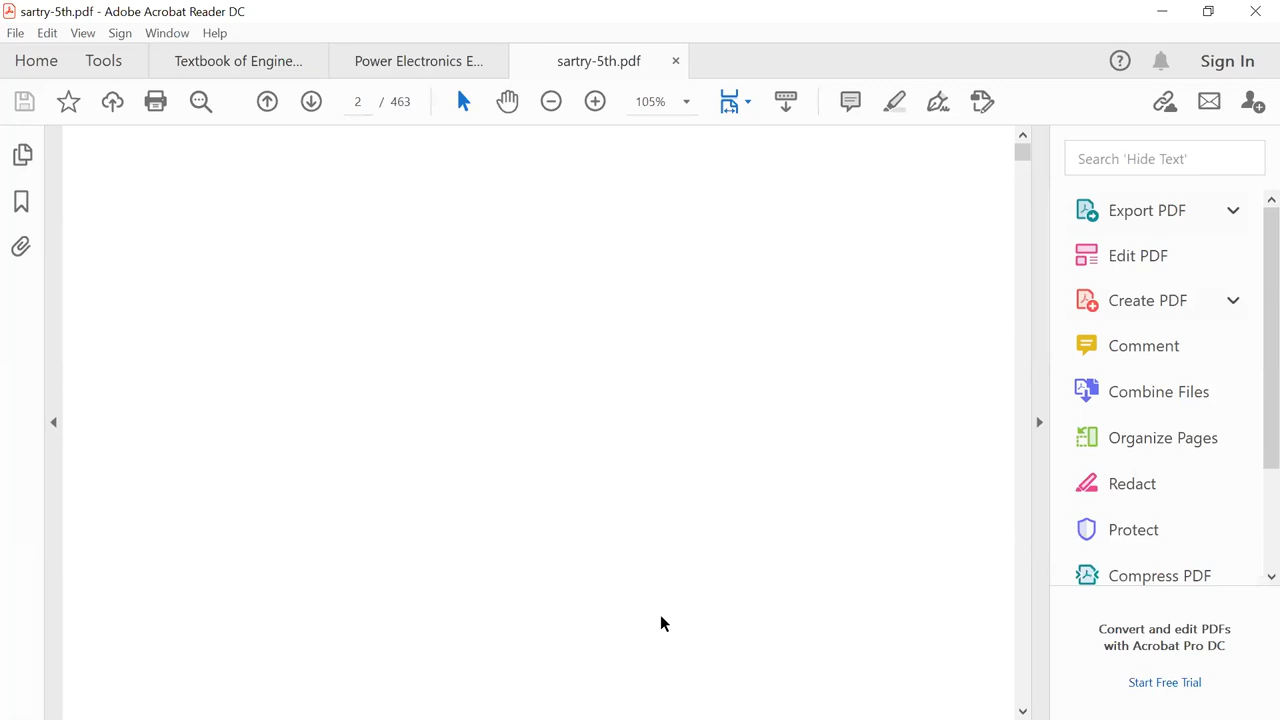 sartry-5th.pdf - Adobe Acrobat Reader DC
File Edit View Sign Window Help
Home Tools Textbook of Engine... Power Electronics E... sartry-5th.pdf × Sign In
2 / 463 105%
Search 'Hide Text'
Export PDF
Edit PDF
Create PDF
Comment
Combine Files
Organize Pages
Redact
Protect
Compress PDF
Convert and edit PDFs
with Acrobat Pro DC
Start Free Trial